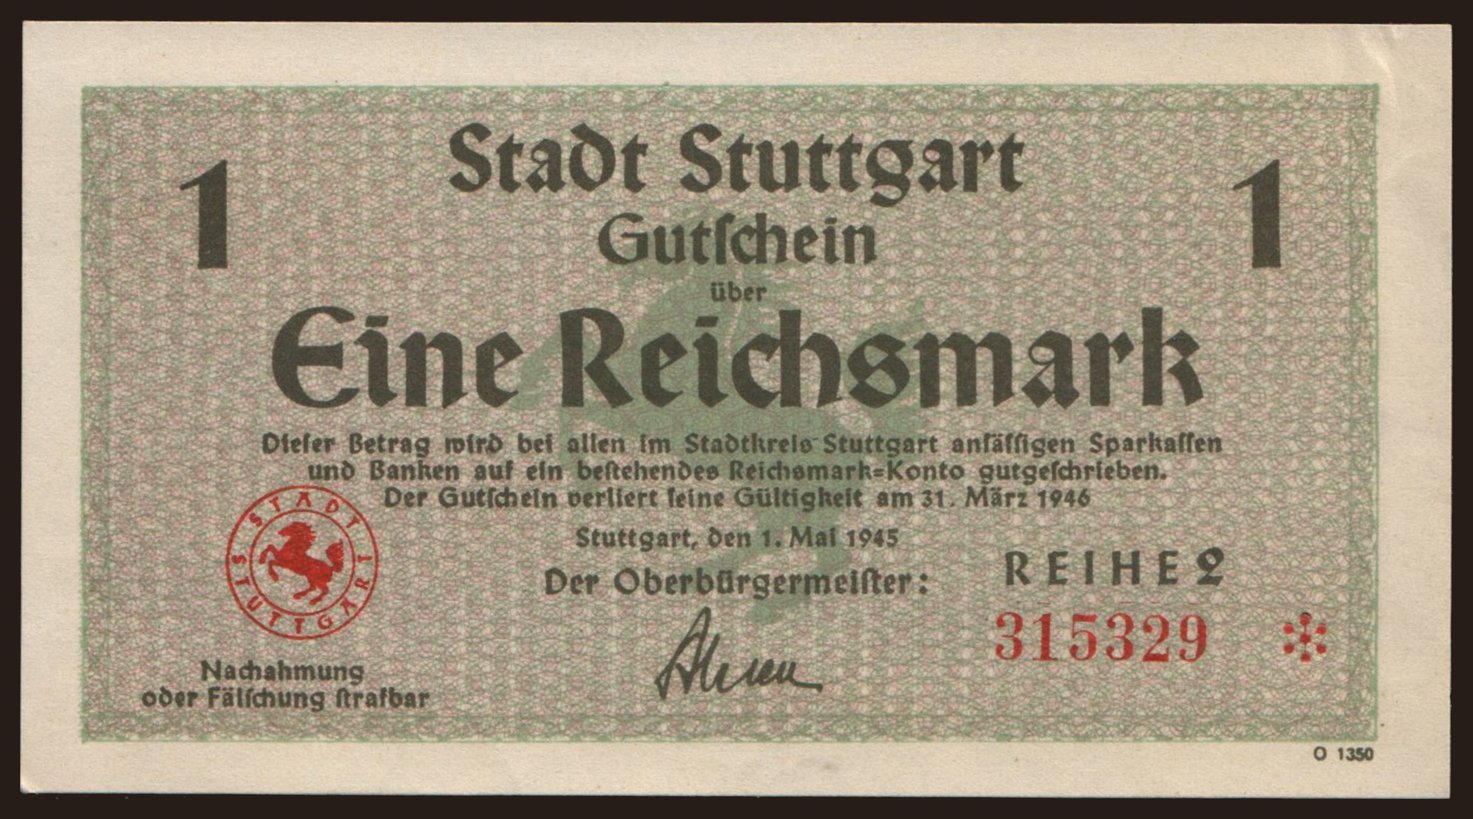 1
Stadt Stuttgart
1
Gutſchein
über
Eine Reichsmark
Dieſer Betrag wird bei allen im Stadtkreis Stuttgart anſäſſigen Sparkaſſen
und Banken auf ein beſtehendes Reichsmark=Konto gutgeſchrieben.
Der Gutſchein verliert ſeine Gültigkeit am 31. März 1946
Stuttgart, den 1. Mai 1945
Der Oberbürgermeiſter:
REIHE 2
315329
STADT STUTTGART
Nachahmung
oder Fälſchung ſtrafbar
O 1350